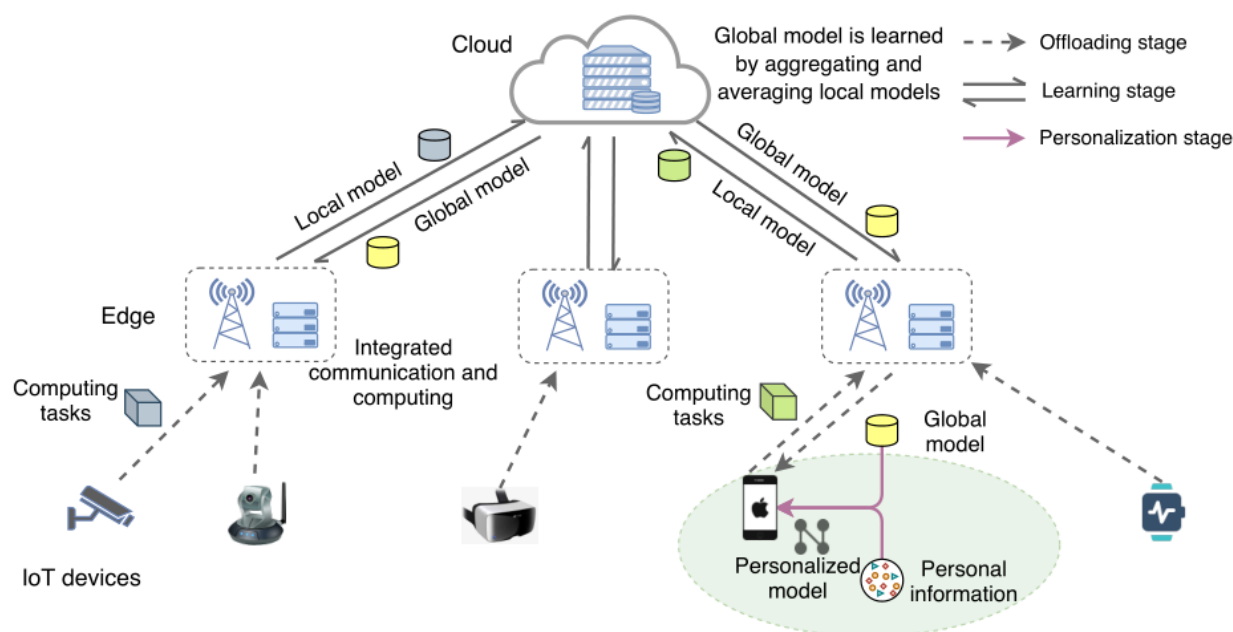 Cloud
Global model is learned
by aggregating and
averaging local models
Offloading stage
Learning stage
Personalization stage
Local model
Global model
Global model
Local model
Edge
Integrated
communication and
computing
Computing
tasks
Computing
tasks
Global
model
IoT devices
Personalized
model
Personal
information